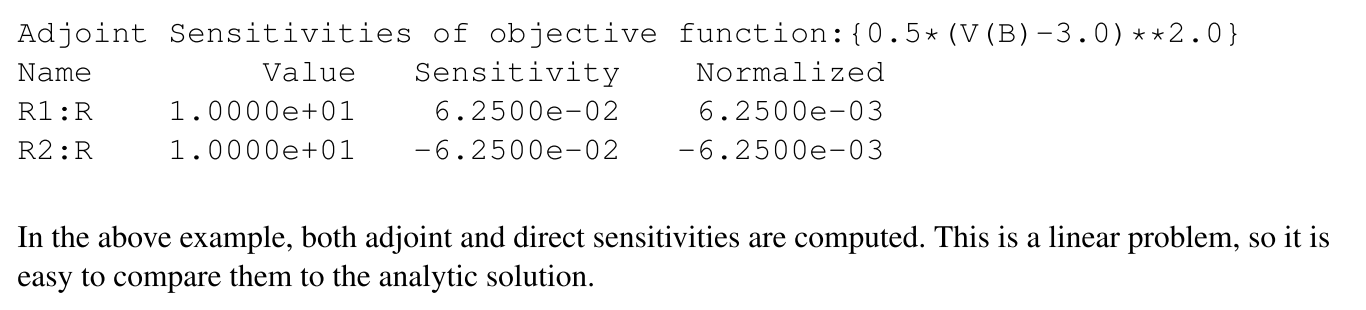 Adjoint Sensitivities of objective function:{0.5*(V(B)-3.0)**2.0}
Name Value Sensitivity Normalized
R1:R 1.0000e+01 6.2500e-02 6.2500e-03
R2:R 1.0000e+01 -6.2500e-02 -6.2500e-03
In the above example, both adjoint and direct sensitivities are computed. This is a linear problem, so it is
easy to compare them to the analytic solution.